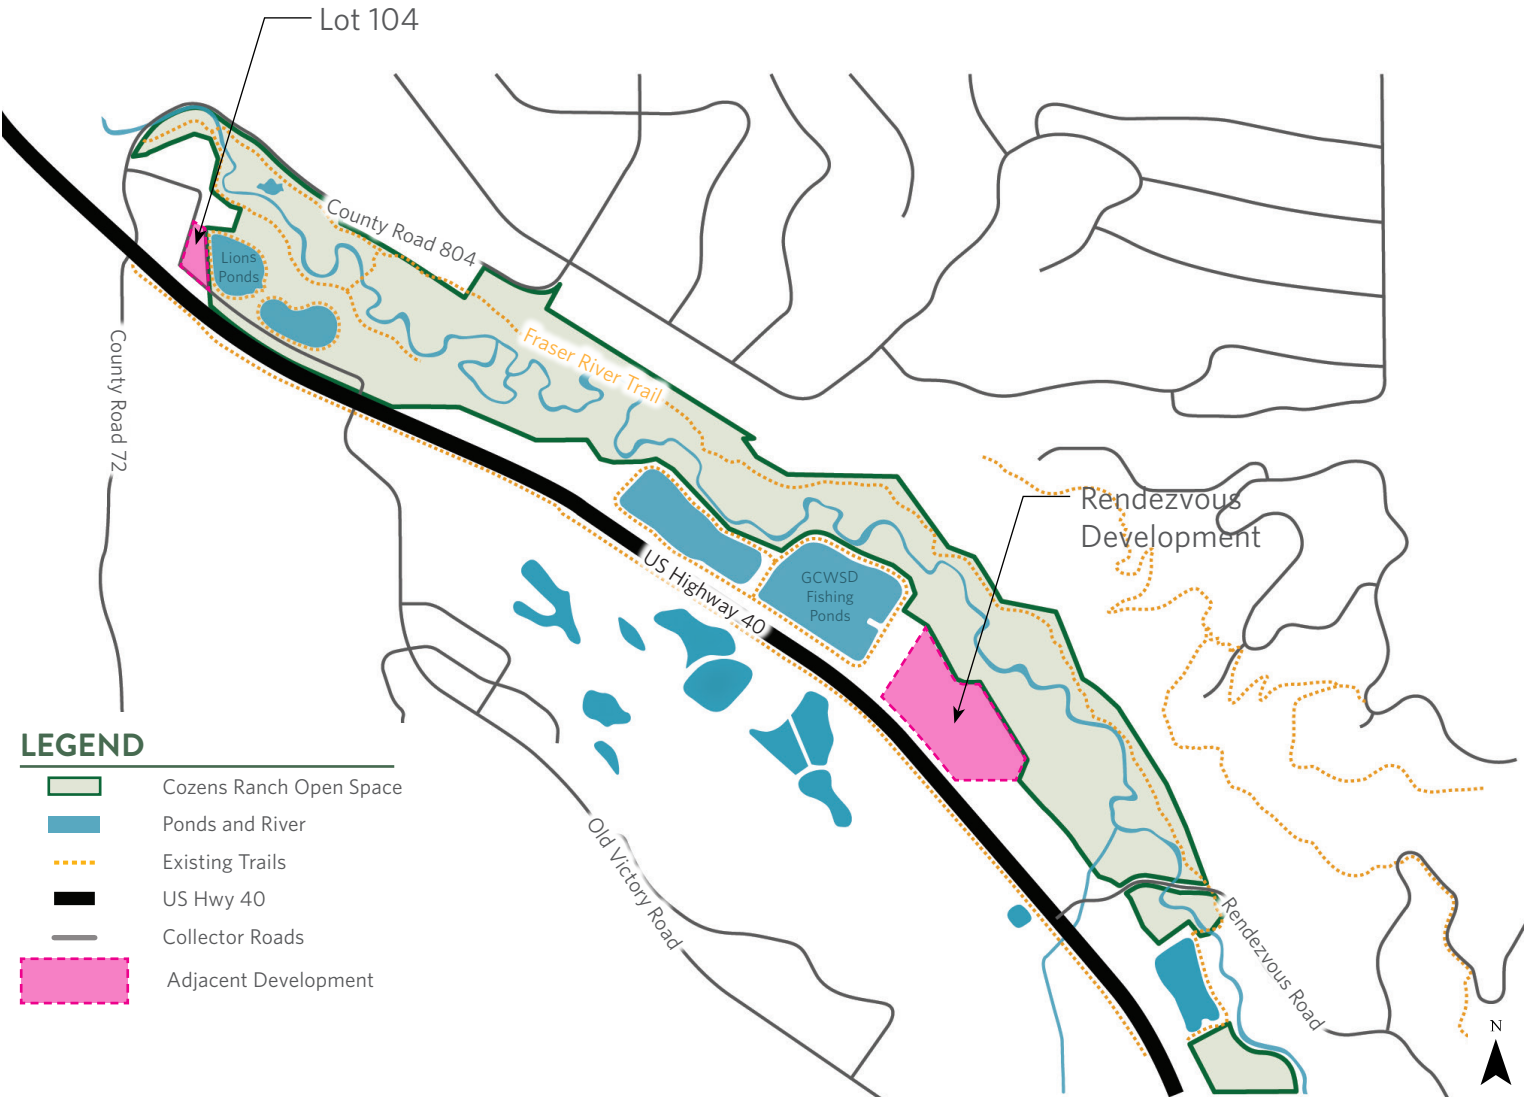 Lot 104
County Road 804
Lions
Ponds
Fraser River Trail
County Road 72
Rendezvous
Development
US Highway 40
GCWSD
Fishing
Ponds
LEGEND
Cozens Ranch Open Space
Ponds and River
Existing Trails
US Hwy 40
Collector Roads
Adjacent Development
Old Victory Road
Rendezvous Road
N